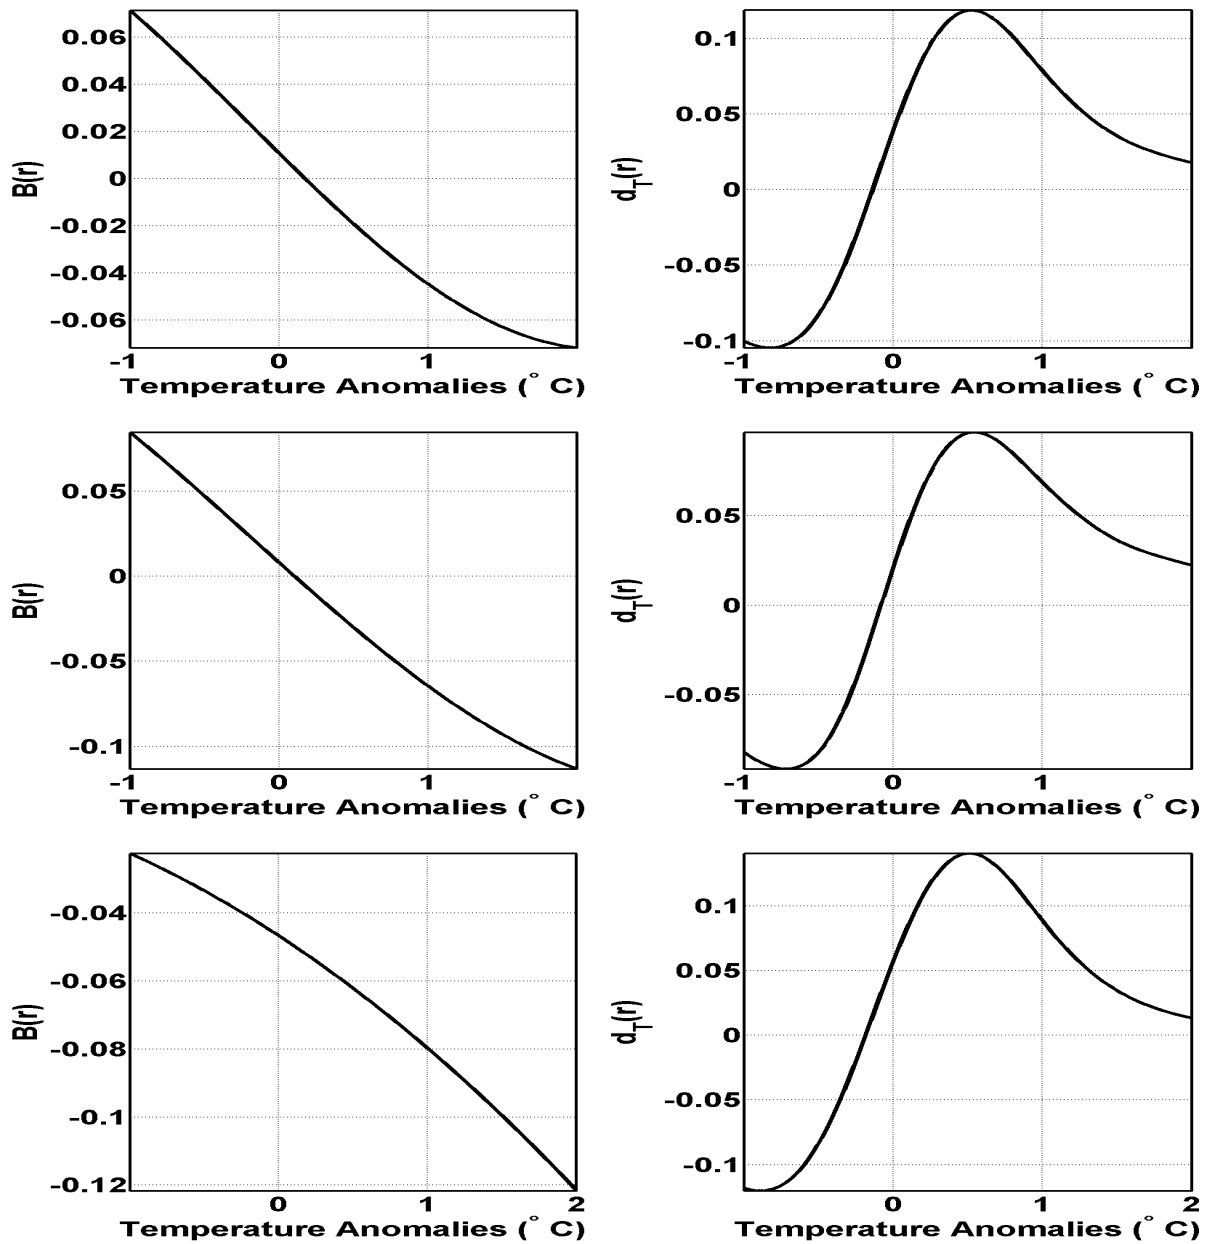 0.06
0.04
0.02
0
-0.02
-0.04
-0.06
B(r)
-1 0 1
Temperature Anomalies (° C)
0.1
0.05
0
-0.05
-0.1
d_T(r)
-1 0 1 2
Temperature Anomalies (° C)
0.05
0
-0.05
-0.1
B(r)
-1 0 1 2
Temperature Anomalies (° C)
0.05
0
-0.05
d_T(r)
-1 0 1 2
Temperature Anomalies (° C)
-0.04
-0.06
-0.08
-0.1
-0.12
B(r)
0 1 2
Temperature Anomalies (° C)
0.1
0.05
0
-0.05
-0.1
d_T(r)
0 1 2
Temperature Anomalies (° C)